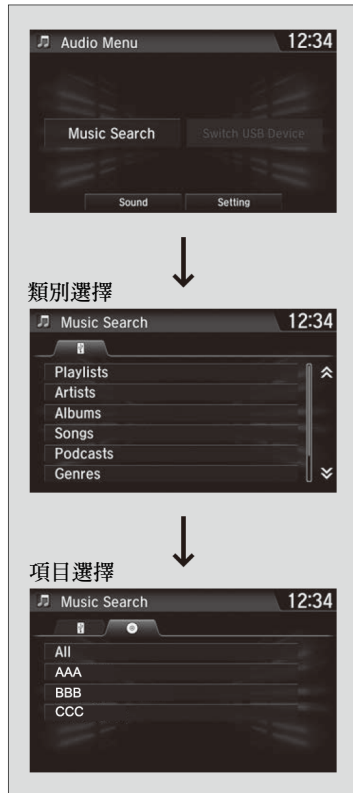 Audio Menu 12:34
Music Search Switch USB Device
Sound Setting
類別選擇
Music Search 12:34
Playlists
Artists
Albums
Songs
Podcasts
Genres
項目選擇
Music Search 12:34
All
AAA
BBB
CCC